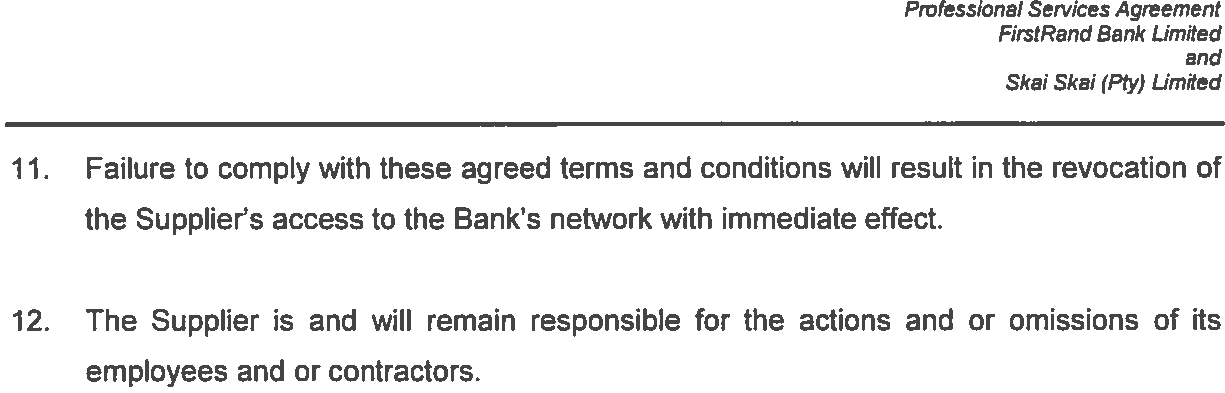 Professional Services Agreement
FirstRand Bank Limited
and
Skai Skai (Pty) Limited
11. Failure to comply with these agreed terms and conditions will result in the revocation of
the Supplier's access to the Bank's network with immediate effect.
12. The Supplier is and will remain responsible for the actions and or omissions of its
employees and or contractors.